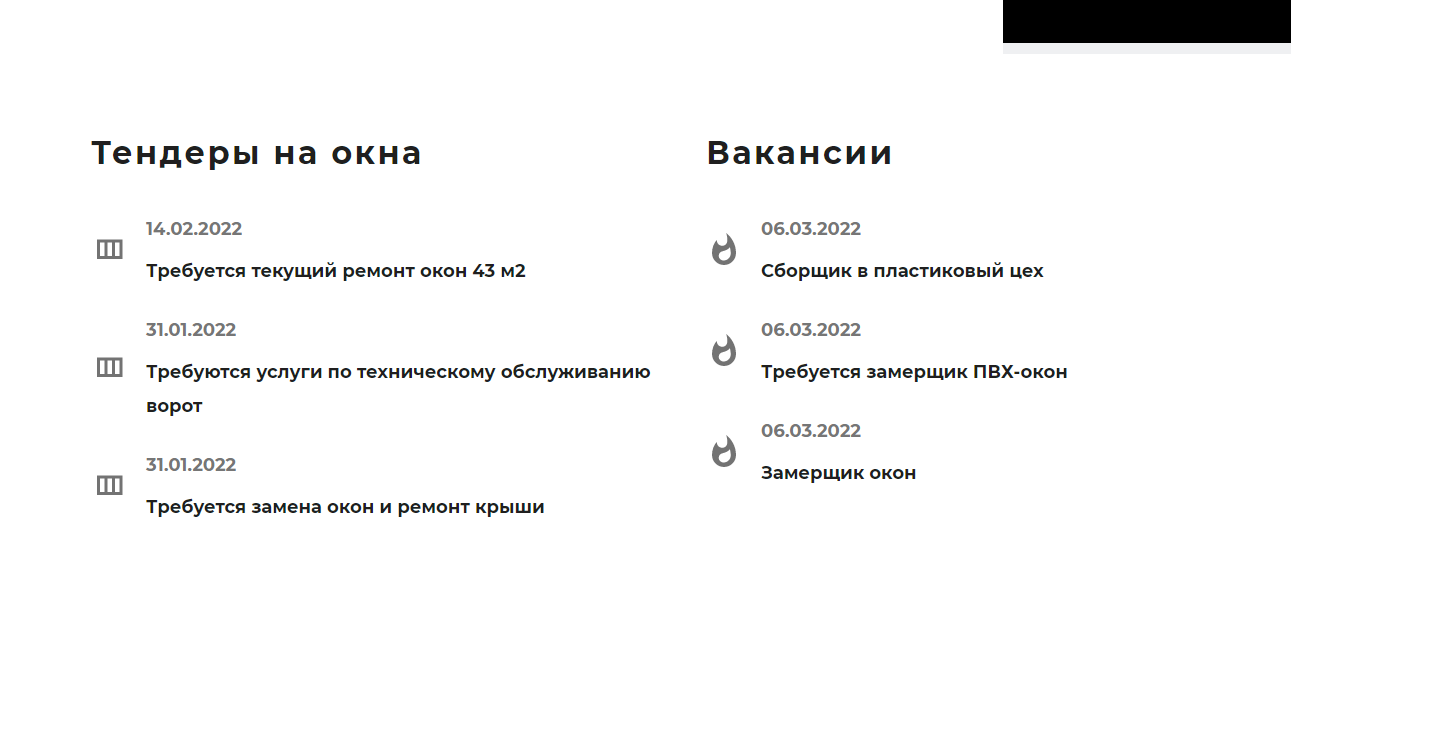 Тендеры на окна
14.02.2022
Требуется текущий ремонт окон 43 м2
31.01.2022
Требуются услуги по техническому обслуживанию
ворот
31.01.2022
Требуется замена окон и ремонт крыши
Вакансии
06.03.2022
Сборщик в пластиковый цех
06.03.2022
Требуется замерщик ПВХ-окон
06.03.2022
Замерщик окон